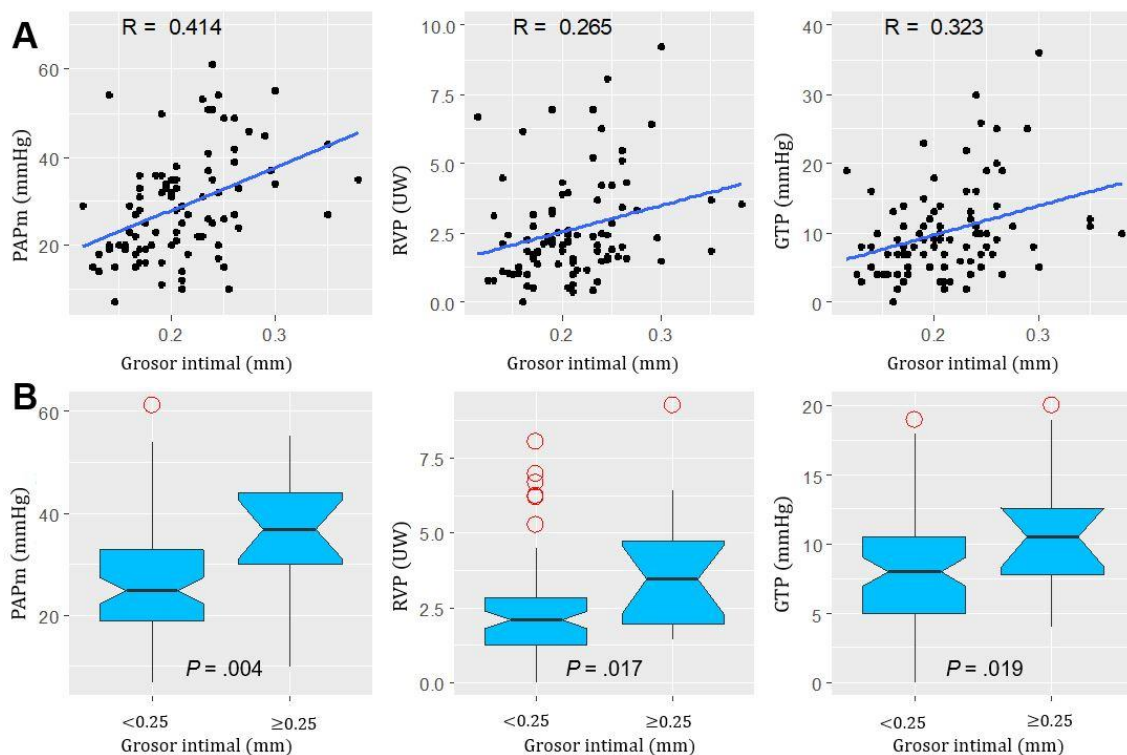 A
R = 0.414
PAPm (mmHg)
60
40
20
0.2 0.3
Grosor intimal (mm)
R = 0.265
RVP (UW)
10.0
7.5
5.0
2.5
0.0
0.2 0.3
Grosor intimal (mm)
R = 0.323
GTP (mmHg)
40
30
20
10
0
0.2 0.3
Grosor intimal (mm)
B
PAPm (mmHg)
60
40
20
P = .004
<0.25 ≥0.25
Grosor intimal (mm)
RVP (UW)
7.5
5.0
2.5
0.0
P = .017
<0.25 ≥0.25
Grosor intimal (mm)
GTP (mmHg)
20
15
10
5
0
P = .019
<0.25 ≥0.25
Grosor intimal (mm)